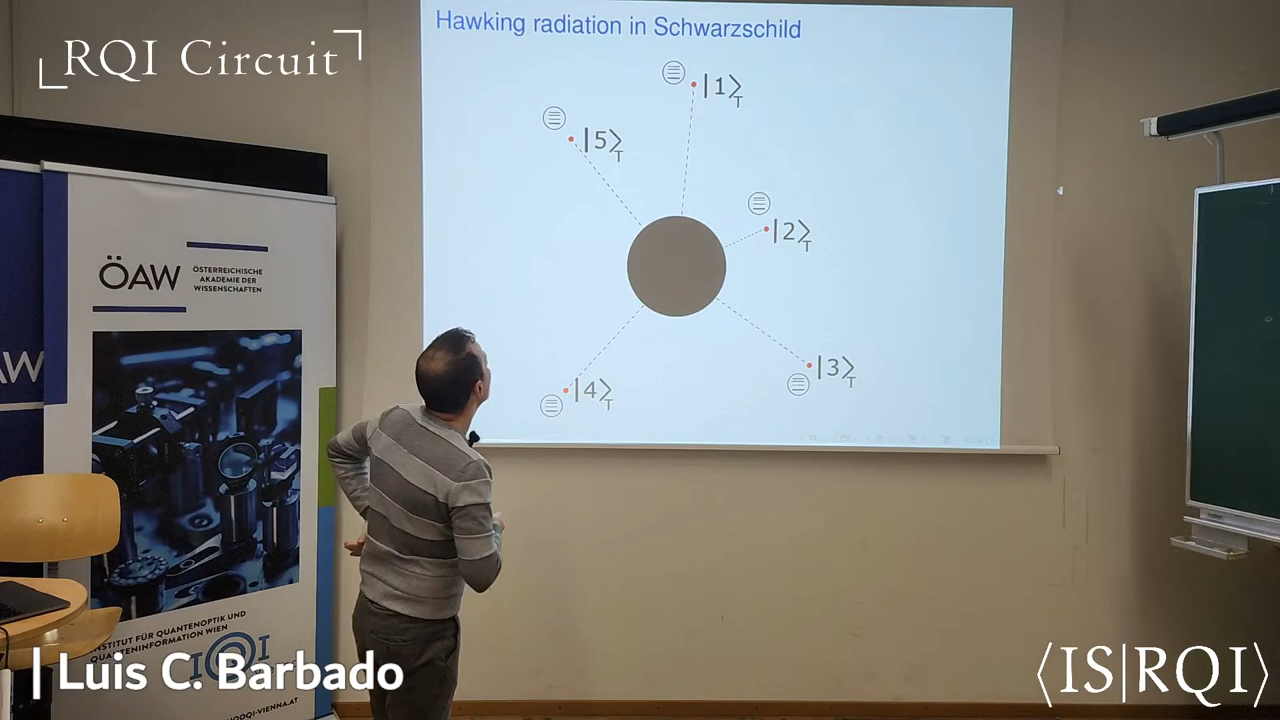 RQI Circuit
Hawking radiation in Schwarzschild
|1⟩T
|5⟩T
|2⟩T
|3⟩T
|4⟩T
ÖAW
ÖSTERREICHISCHE
AKADEMIE DER
WISSENSCHAFTEN
AW
INSTITUT FÜR QUANTENOPTIK UND
QUANTENINFORMATION WIEN
I@I
| Luis C. Barbado
⟨IS|RQI⟩